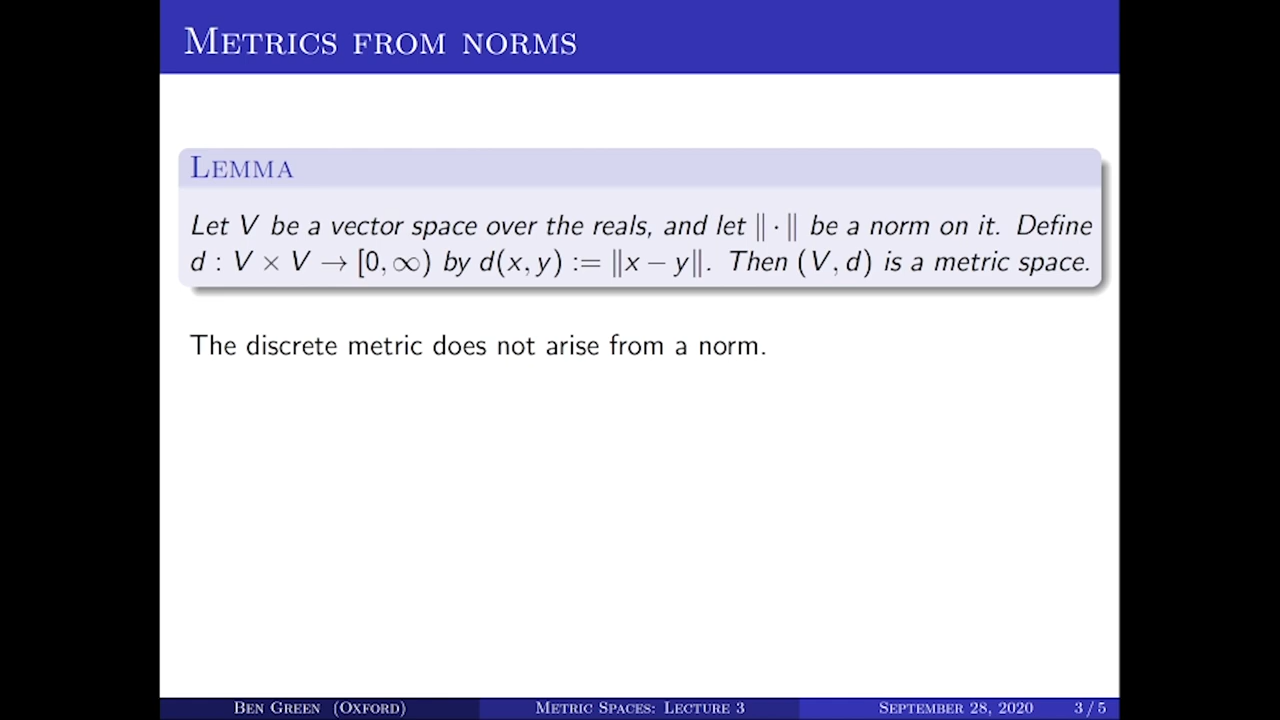 Metrics from norms
Lemma
Let V be a vector space over the reals, and let ‖ · ‖ be a norm on it. Define
d : V × V → [0, ∞) by d(x, y) := ‖x − y‖. Then (V, d) is a metric space.
The discrete metric does not arise from a norm.
Ben Green (Oxford) Metric Spaces: Lecture 3 September 28, 2020 3 / 5